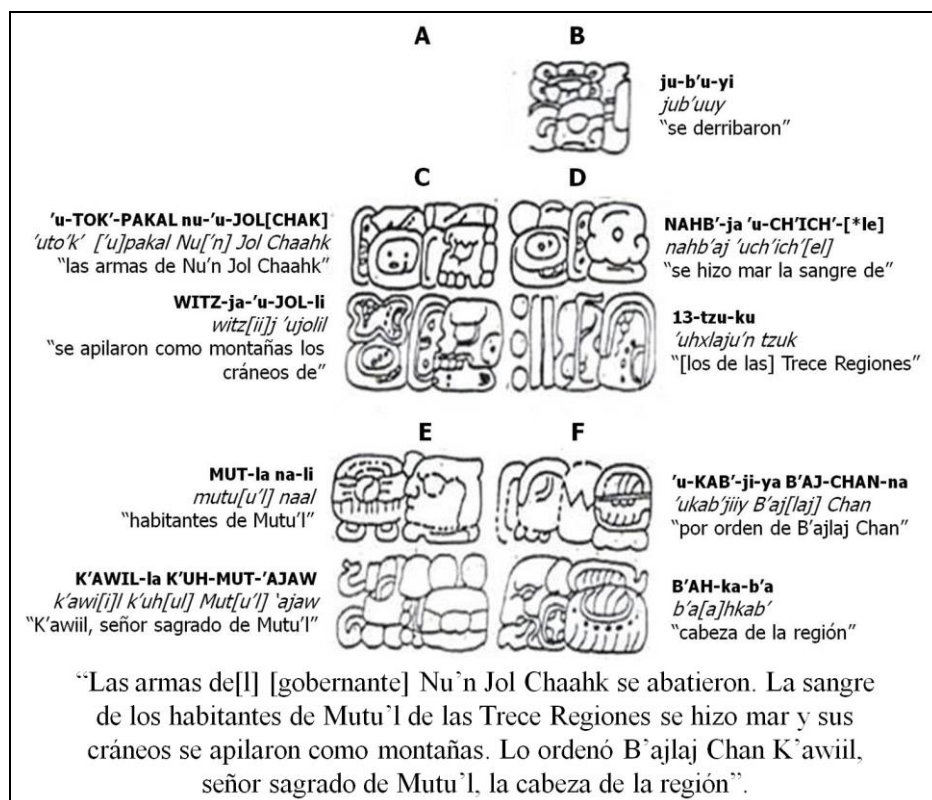 A B
ju-b'u-yi
jub'uuy
"se derribaron"
C D
'u-TOK'-PAKAL nu-'u-JOL[CHAK]
'uto'k' ['u]pakal Nu['n] Jol Chaahk
"las armas de Nu'n Jol Chaahk"
NAHB'-ja 'u-CH'ICH'-[*le]
nahb'aj 'uch'ich'[el]
"se hizo mar la sangre de"
WITZ-ja-'u-JOL-li
witz[ii]j 'ujolil
"se apilaron como montañas los
cráneos de"
13-tzu-ku
'uhxlaju'n tzuk
"[los de las] Trece Regiones"
E F
MUT-la na-li
mutu[u'l] naal
"habitantes de Mutu'l"
'u-KAB'-ji-ya B'AJ-CHAN-na
'ukab'jiiy B'aj[laj] Chan
"por orden de B'ajlaj Chan"
K'AWIL-la K'UH-MUT-'AJAW
k'awi[i]l k'uh[ul] Mut[u'l] 'ajaw
"K'awiil, señor sagrado de Mutu'l"
B'AH-ka-b'a
b'a[a]hkab'
"cabeza de la región"
"Las armas de[l] [gobernante] Nu'n Jol Chaahk se abatieron. La sangre
de los habitantes de Mutu'l de las Trece Regiones se hizo mar y sus
cráneos se apilaron como montañas. Lo ordenó B'ajlaj Chan K'awiil,
señor sagrado de Mutu'l, la cabeza de la región".